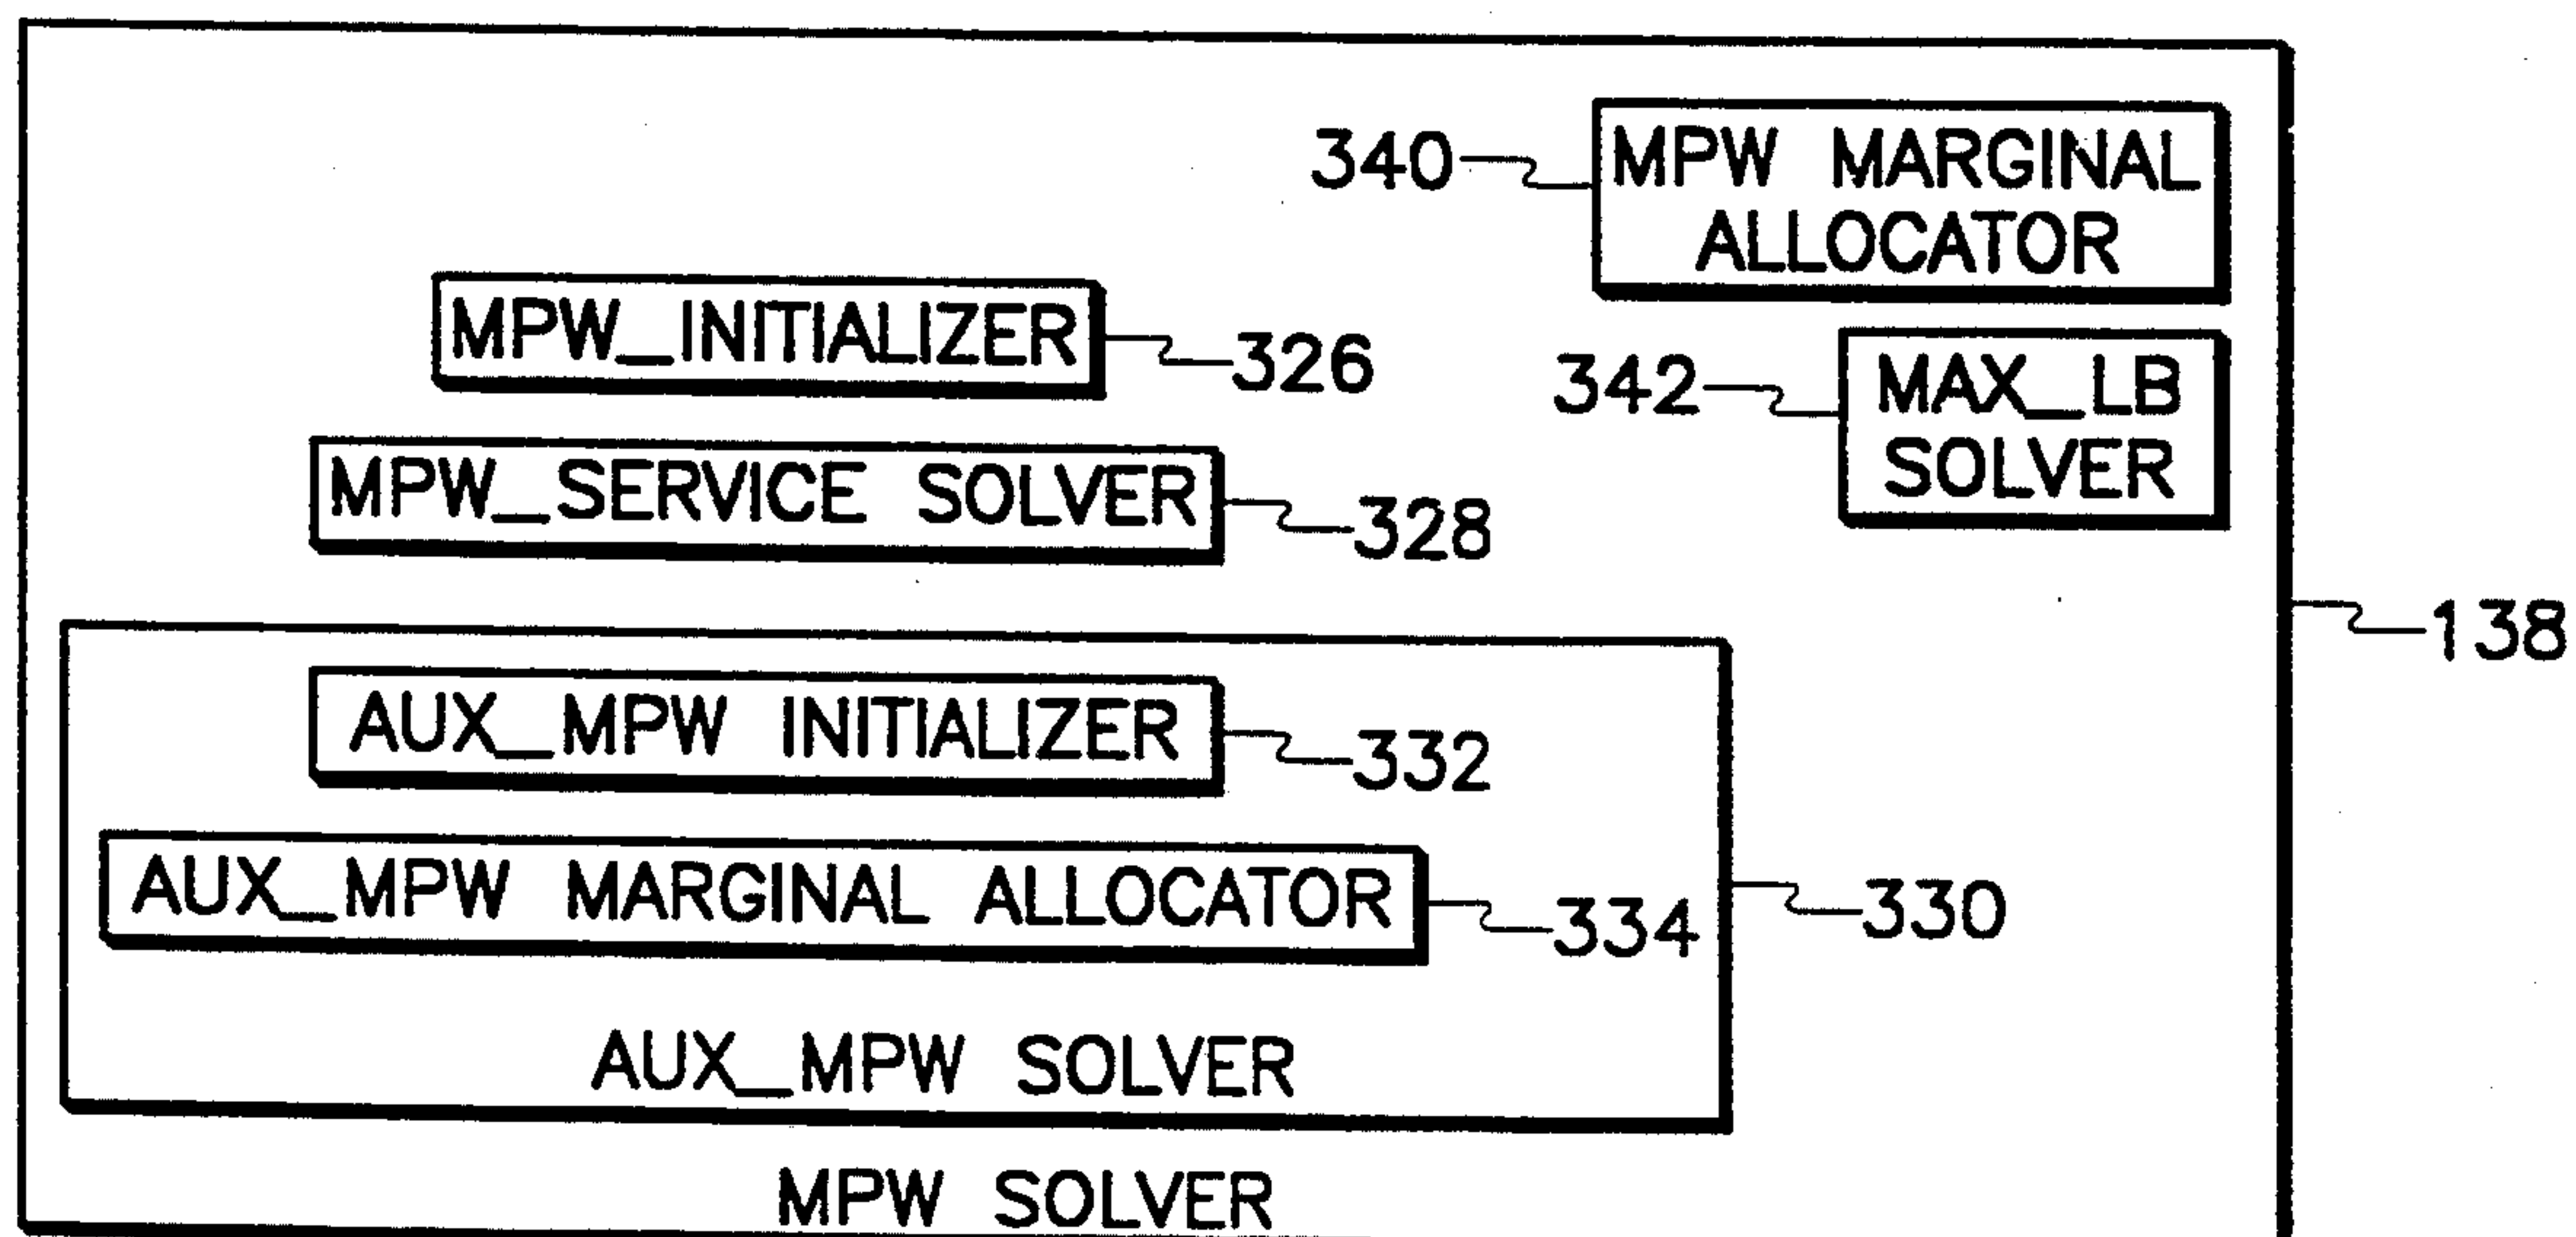 340 MPW MARGINAL
ALLOCATOR
MPW_INITIALIZER 326
342 MAX_LB
SOLVER
MPW_SERVICE SOLVER 328
138
AUX_MPW INITIALIZER 332
AUX_MPW MARGINAL ALLOCATOR 334
330
AUX_MPW SOLVER
MPW SOLVER